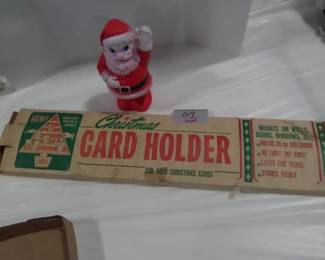 NEW!
Christmas
CARD HOLDER
FOR YOUR CHRISTMAS CARDS
MOUNTS ON WALLS,
DOORS, WINDOWS,
HOLDS 25 to 100 CARDS
NO TAPE! NO PINS!
LASTS FOR YEARS
STORES EASILY